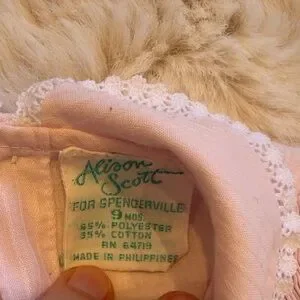 Alison
Scott
FOR SPENCERVILLE
9 MOS.
65% POLYESTER
35% COTTON
RN 64719
MADE IN PHILIPPINES